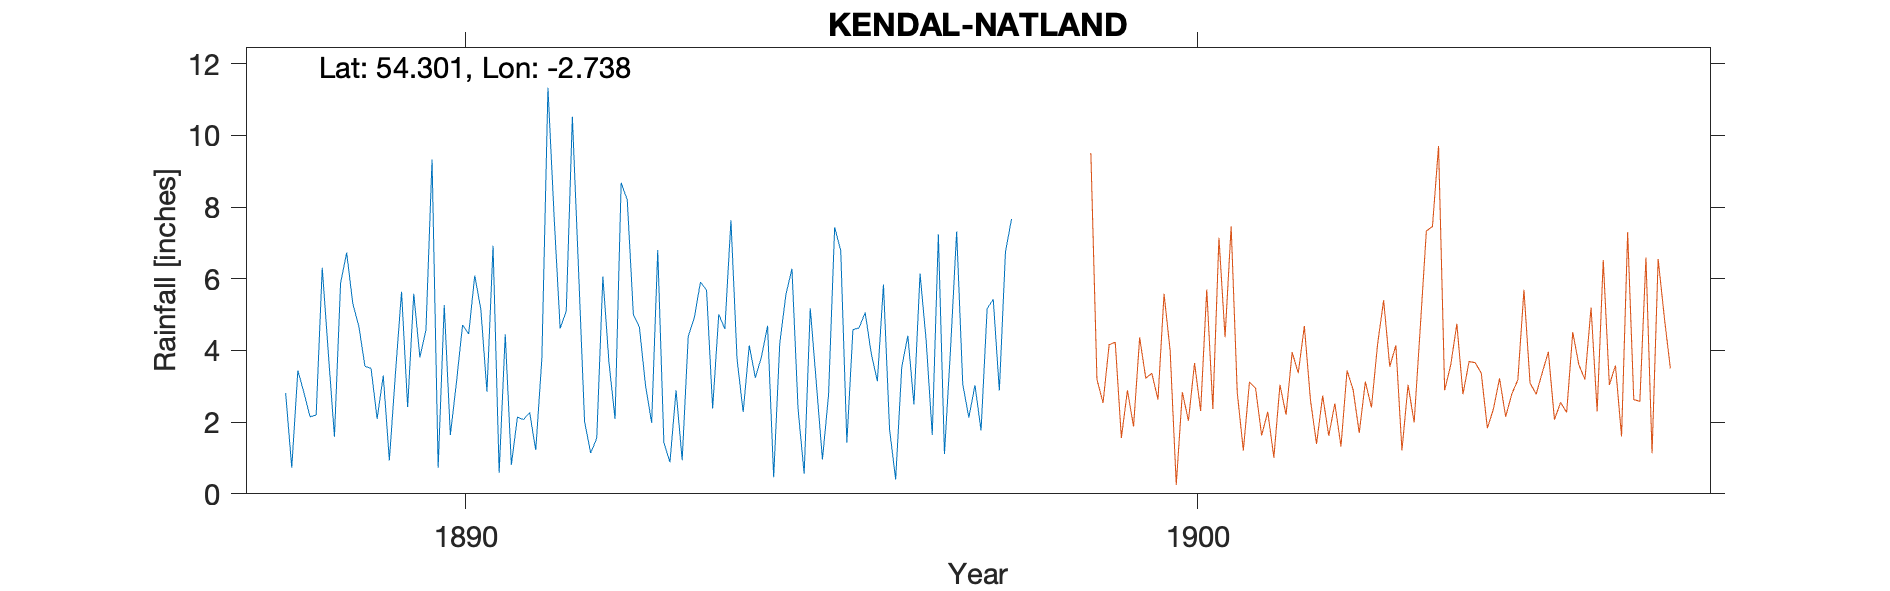 KENDAL-NATLAND
Lat: 54.301, Lon: -2.738
12
10
8
6
4
2
0
Rainfall [inches]
1890
1900
Year